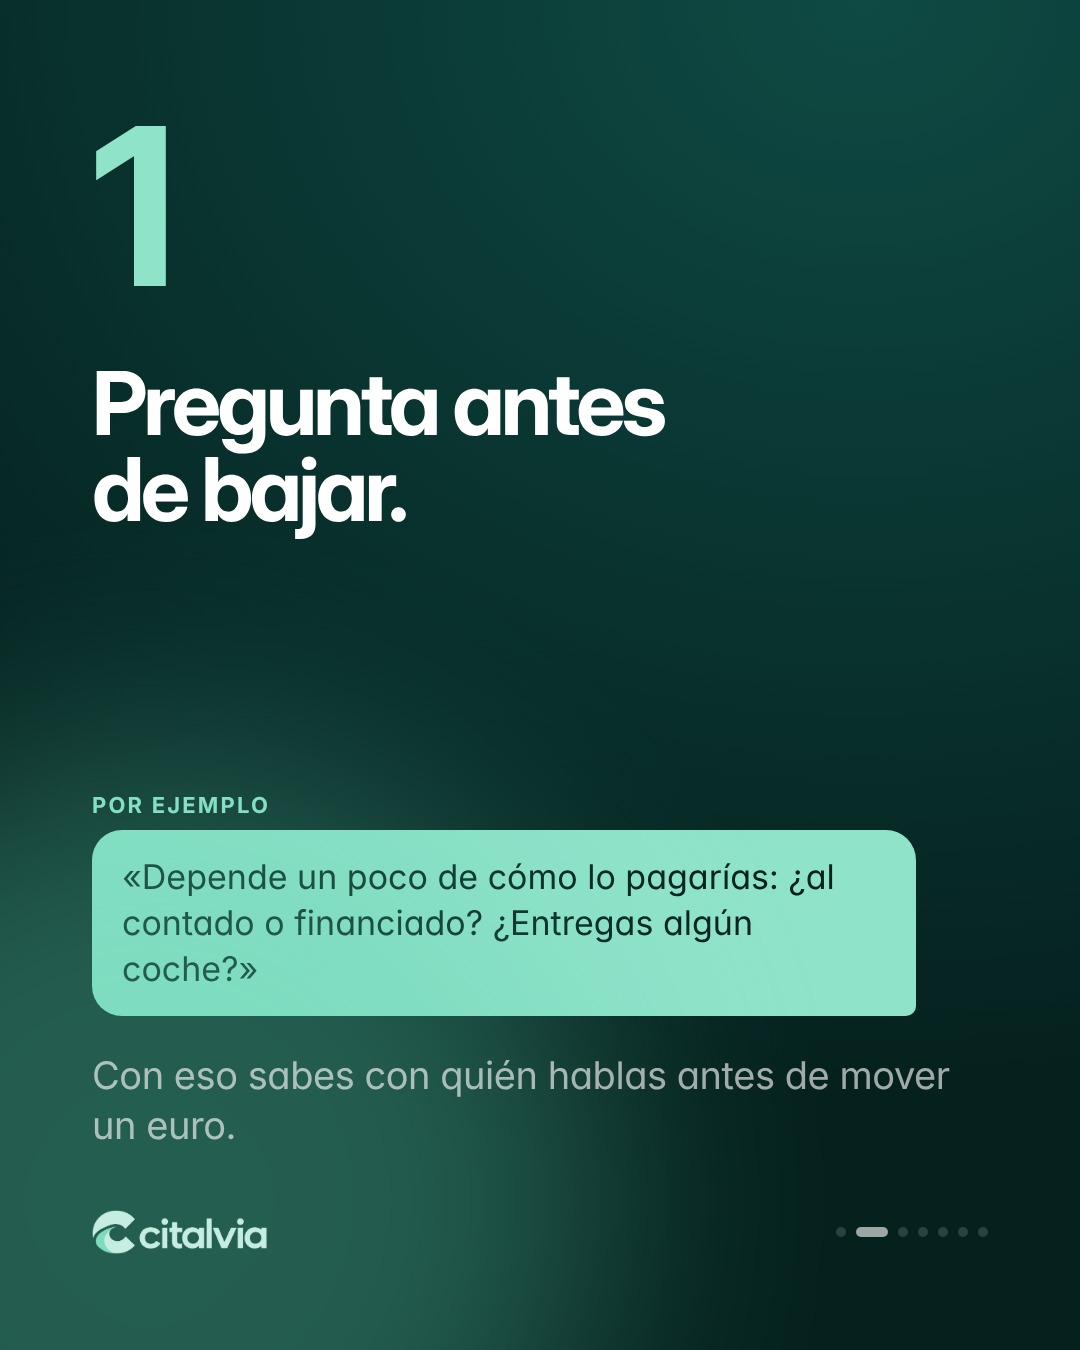 1
Pregunta antes
de bajar.
POR EJEMPLO
«Depende un poco de cómo lo pagarías: ¿al
contado o financiado? ¿Entregas algún
coche?»
Con eso sabes con quién hablas antes de mover
un euro.
citalvia